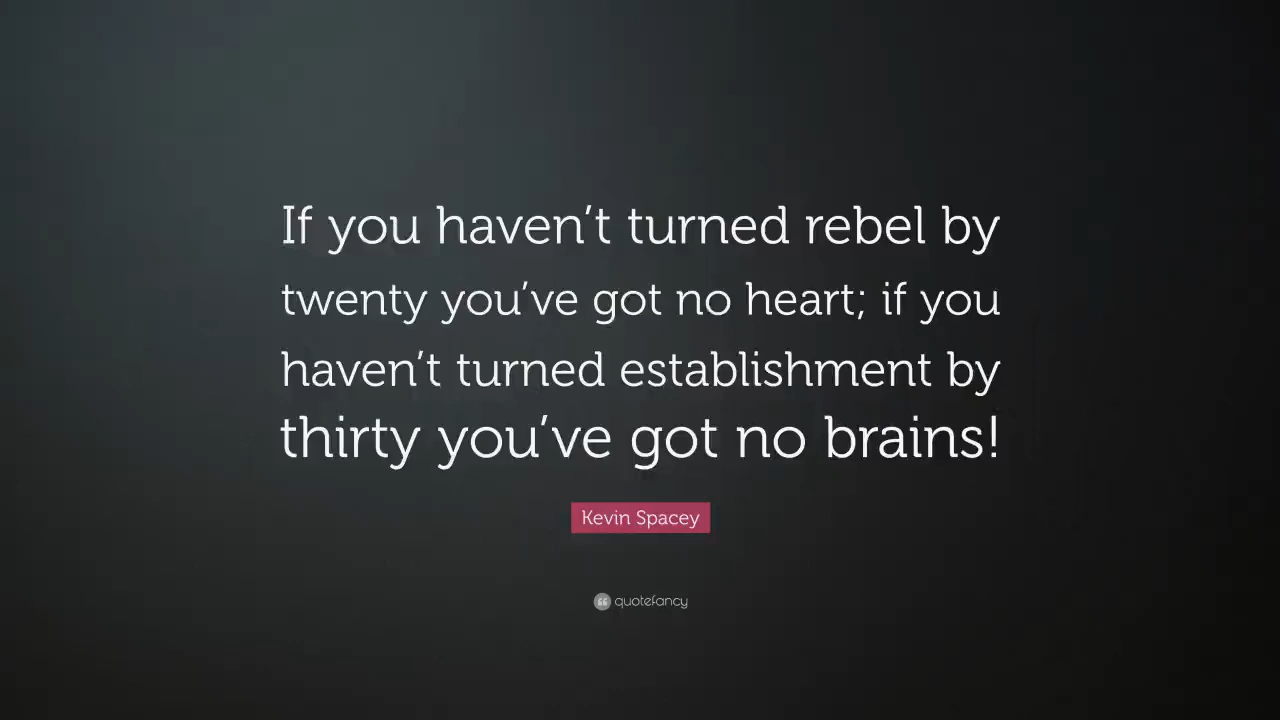 If you haven’t turned rebel by
twenty you’ve got no heart; if you
haven’t turned establishment by
thirty you’ve got no brains!
Kevin Spacey
quotefancy